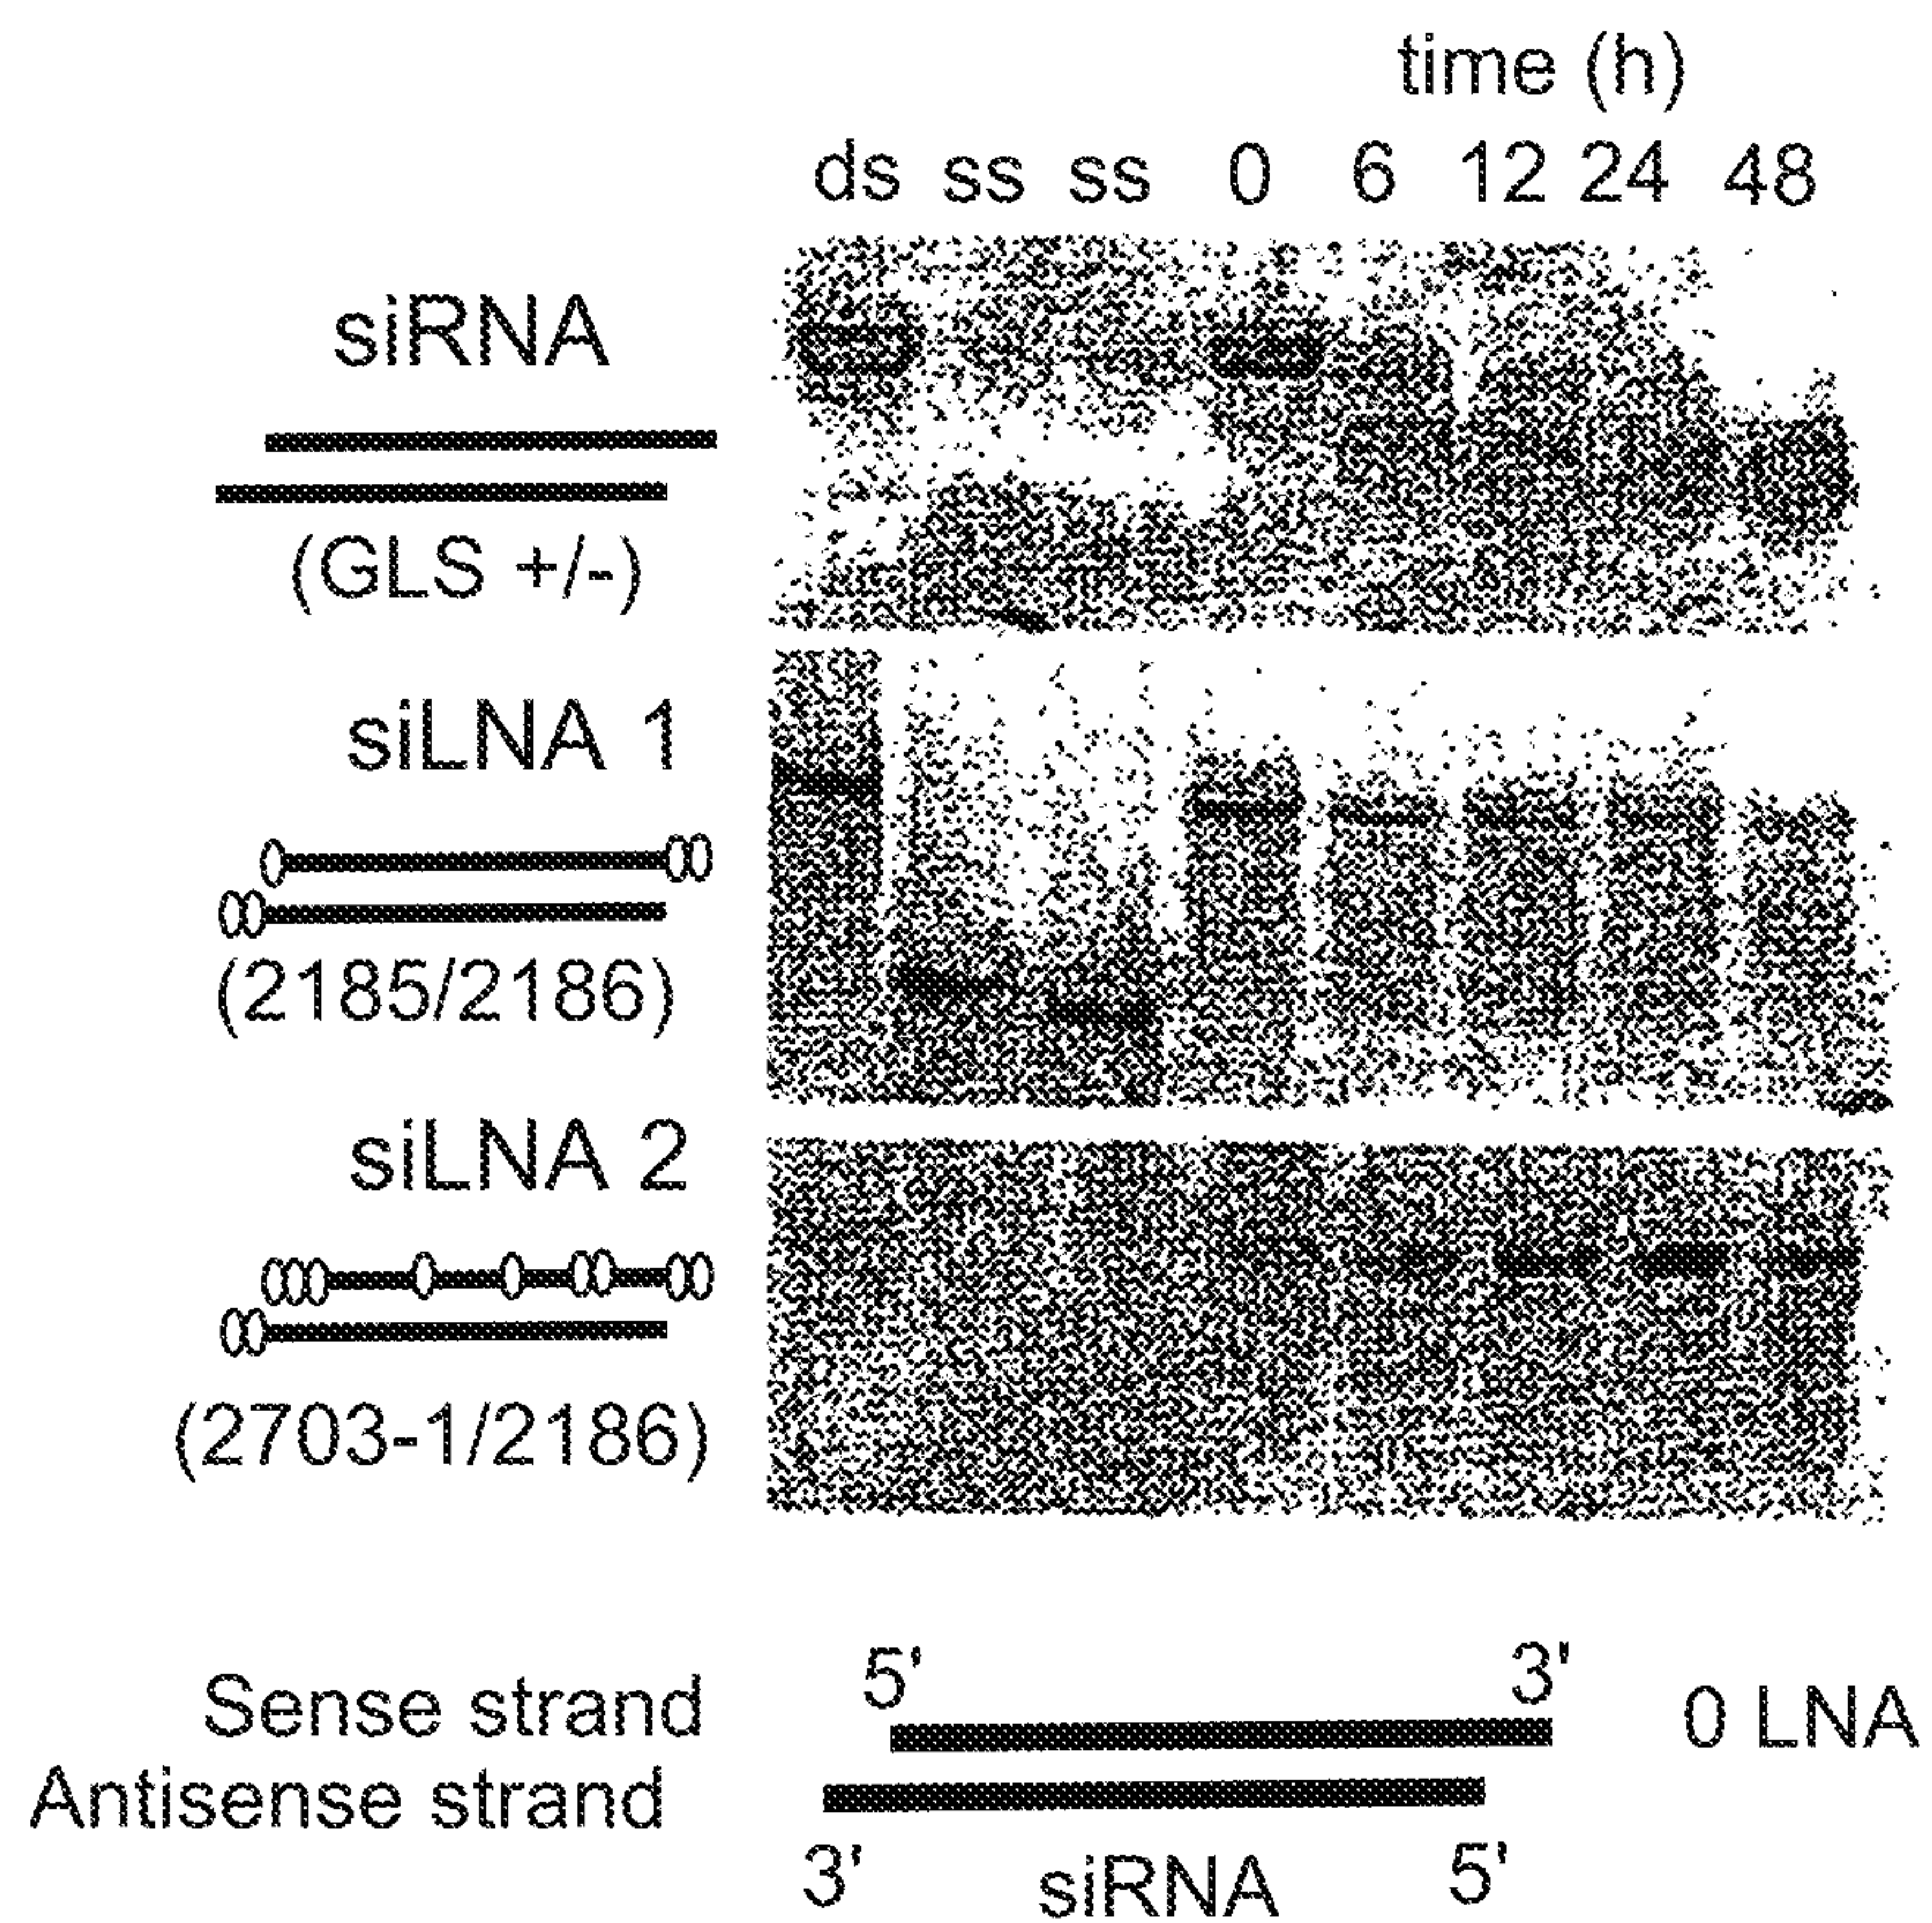 time (h)
ds ss ss 0 6 12 24 48
siRNA
(GLS +/-)
siLNA 1
(2185/2186)
siLNA 2
(2703-1/2186)
5' 3'
Sense strand 0 LNA
Antisense strand
3' siRNA 5'